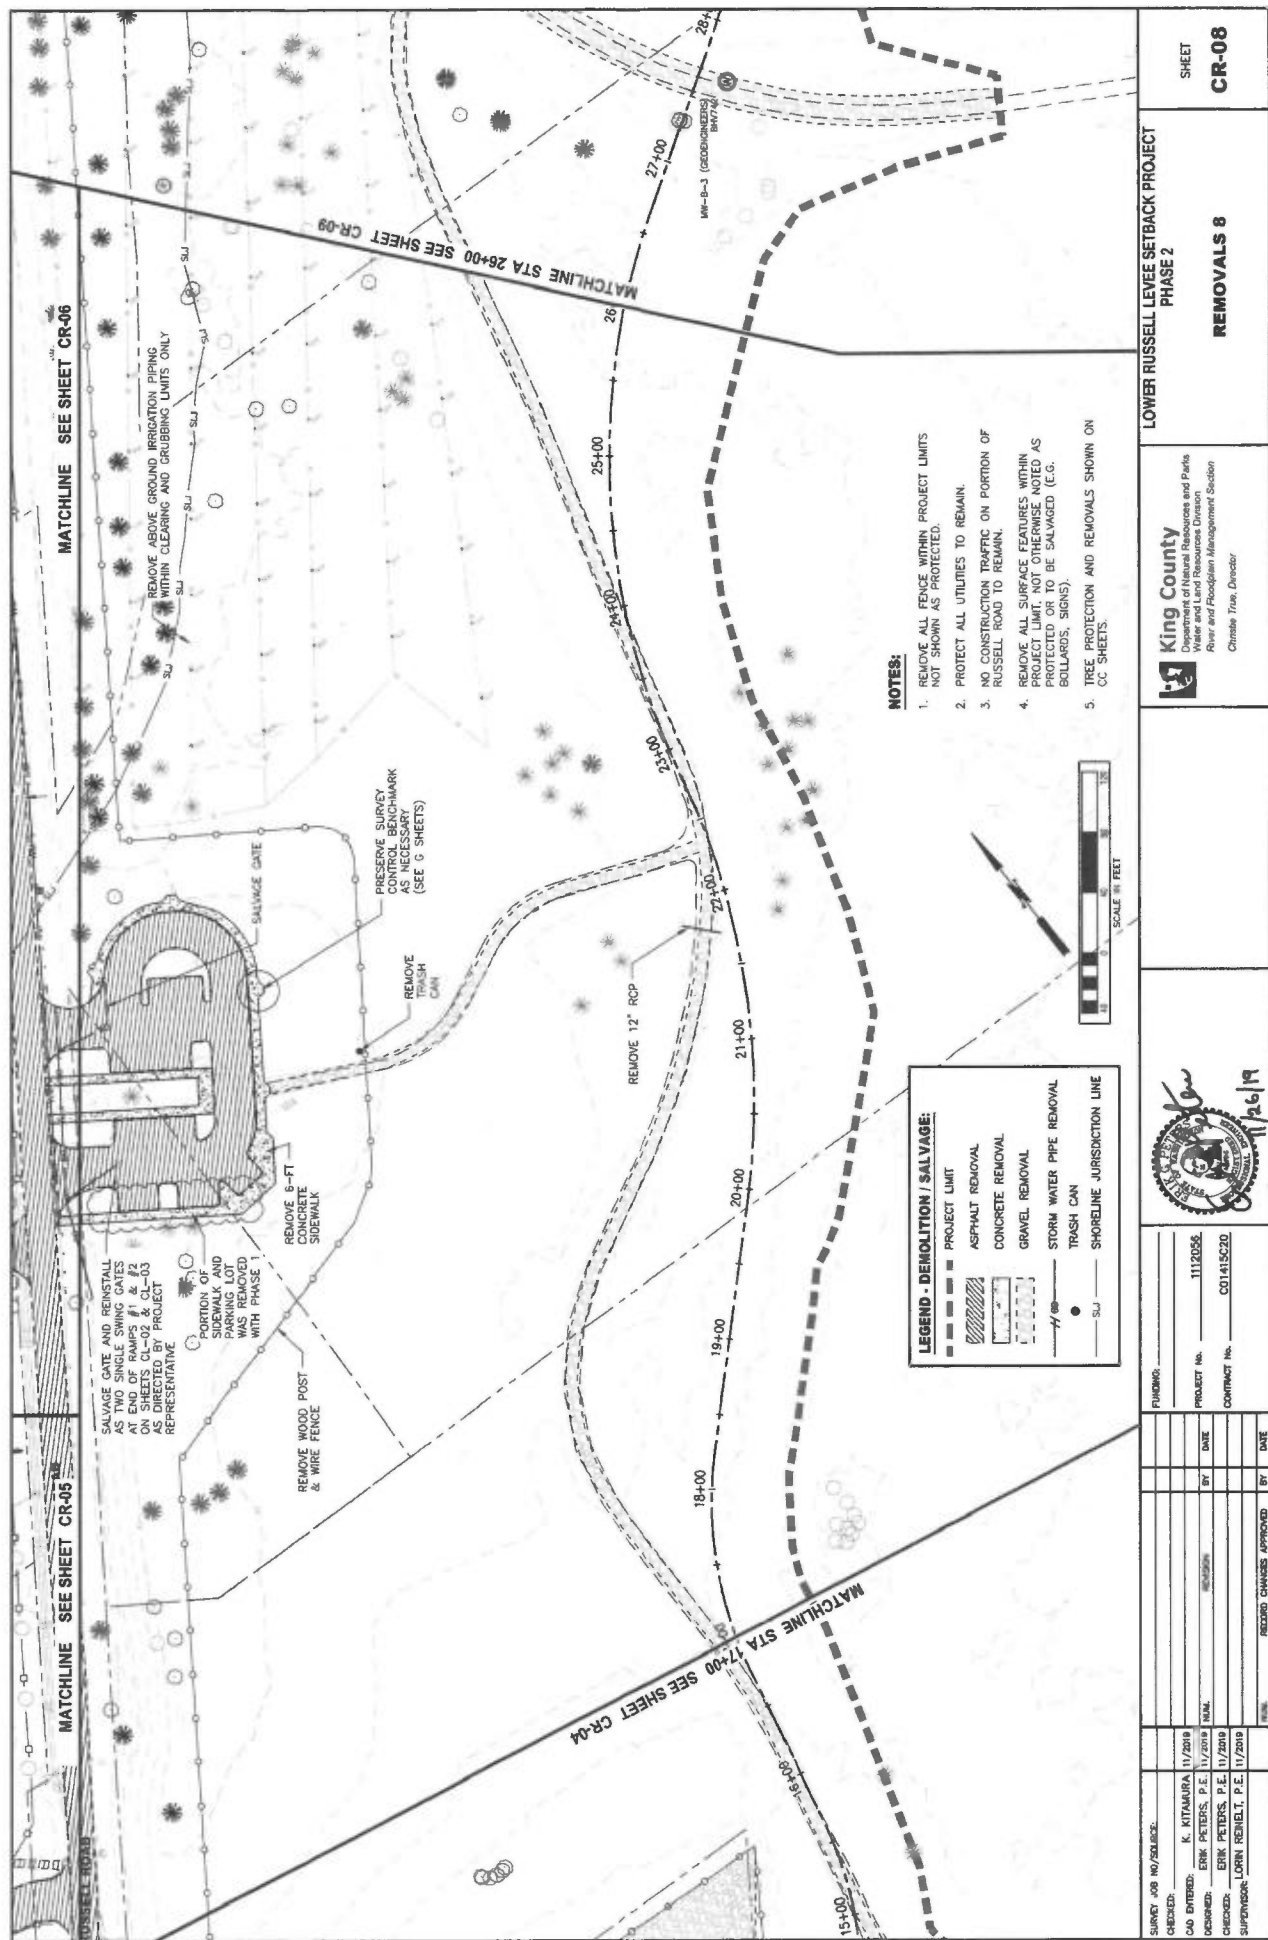 MATCHLINE SEE SHEET CR-05
MATCHLINE SEE SHEET CR-06
SALVAGE GATE AND REINSTALL
AS TWO SINGLE SWING GATES
AT END OF RAMPS #1 & #2
ON SHEETS CL-02 & CL-03
AS DIRECTED BY PROJECT
REPRESENTATIVE
PORTION OF
SIDEWALK AND
PARKING LOT
WAS REMOVED
WITH PHASE 1
REMOVE 6-FT
CONCRETE
SIDEWALK
REMOVE WOOD POST
& WIRE FENCE
SALVAGE GATE
PRESERVE SURVEY
CONTROL BENCHMARK
AS NECESSARY
(SEE G SHEETS)
REMOVE
TRASH
CAN
REMOVE ABOVE GROUND IRRIGATION PIPING
WITHIN CLEARING AND GRUBBING LIMITS ONLY
SLJ
SLJ
SLJ
SLJ
SLJ
REMOVE 12" RCP
MATCHLINE STA 17+00 SEE SHEET CR-04
MATCHLINE STA 26+00 SEE SHEET CR-09
15+00
18+00
19+00
20+00
21+00
22+00
23+00
24+00
25+00
26
27+00
28+
MW-B-3 (GEOENGINEERS)
LEGEND - DEMOLITION / SALVAGE:
PROJECT LIMIT
ASPHALT REMOVAL
CONCRETE REMOVAL
GRAVEL REMOVAL
STORM WATER PIPE REMOVAL
TRASH CAN
SLJ SHORELINE JURISDICTION LINE
SCALE IN FEET
NOTES:
1. REMOVE ALL FENCE WITHIN PROJECT LIMITS
NOT SHOWN AS PROTECTED.
2. PROTECT ALL UTILITIES TO REMAIN.
3. NO CONSTRUCTION TRAFFIC ON PORTION OF
RUSSELL ROAD TO REMAIN.
4. REMOVE ALL SURFACE FEATURES WITHIN
PROJECT LIMIT, NOT OTHERWISE NOTED AS
PROTECTED OR TO BE SALVAGED (E.G.
BOLLARDS, SIGNS).
5. TREE PROTECTION AND REMOVALS SHOWN ON
CC SHEETS.
SURVEY JOB NO/SOURCE:
CHECKED:
CAD ENTERED: K. KITAMURA 11/2019
DESIGNED: ERIK PETERS, P.E. 11/2019
CHECKED: ERIK PETERS, P.E. 11/2019
SUPERVISOR: LORIN REINELT, P.E. 11/2019
NUM. REVISION BY DATE
NUM. RECORD CHANGES APPROVED BY DATE
FUNDING:
PROJECT No. 1112056
CONTRACT No. C01415C20
11/26/19
King County
Department of Natural Resources and Parks
Water and Land Resources Division
River and Floodplain Management Section
Christie True, Director
LOWER RUSSELL LEVEE SETBACK PROJECT
PHASE 2
REMOVALS 8
SHEET
CR-08